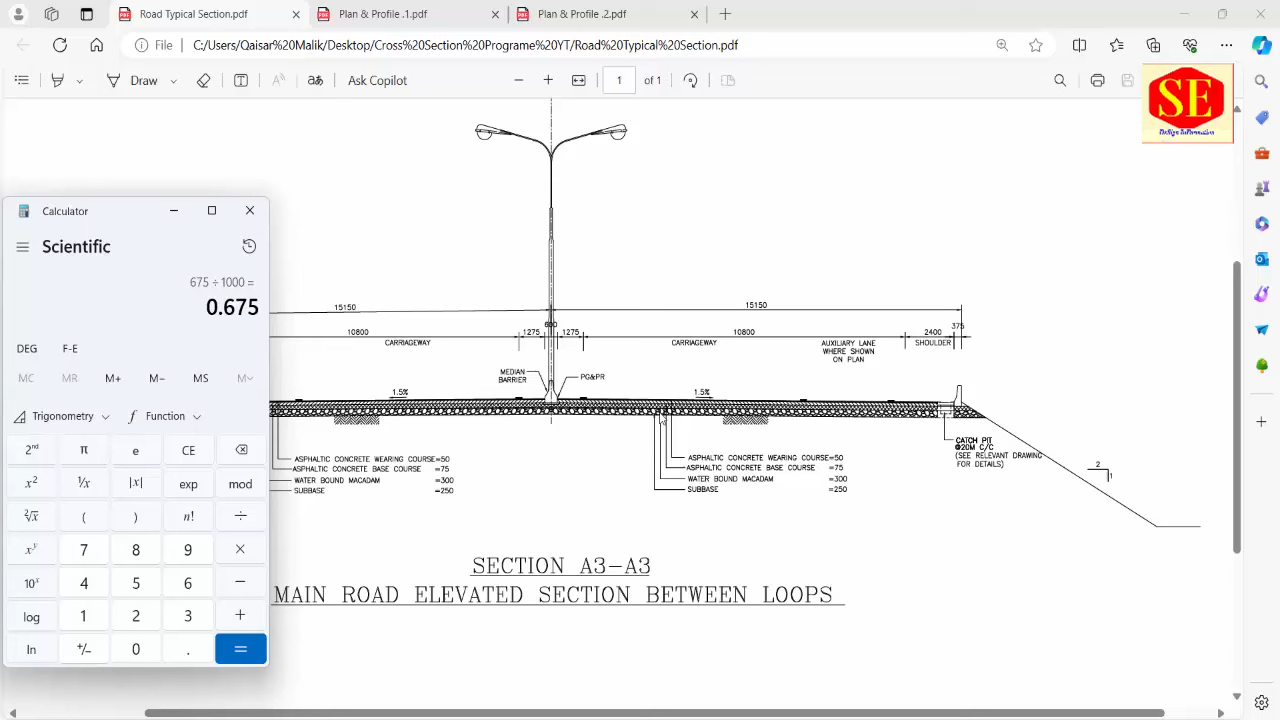 Road Typical Section.pdf
Plan & Profile .1.pdf
Plan & Profile .2.pdf
File
C:/Users/Qaisar%20Malik/Desktop/Cross%20Section%20Programe%20YT/Road%20Typical%20Section.pdf
Draw
Ask Copilot
1
of 1
SE
DeSign InFormation
Calculator
Scientific
675 ÷ 1000 =
0.675
DEG
F-E
MC
MR
M+
M−
MS
M˅
Trigonometry
f Function
2ⁿᵈ
π
e
CE
x²
¹/x
|x|
exp
mod
²√x
(
)
n!
÷
xʸ
7
8
9
×
10ˣ
4
5
6
−
log
1
2
3
+
ln
+/−
0
.
=
15150
15150
10800
1275
600
1275
10800
2400
375
CARRIAGEWAY
CARRIAGEWAY
AUXILIARY LANE
WHERE SHOWN
ON PLAN
SHOULDER
MEDIAN
BARRIER
PG&PR
1.5%
1.5%
ASPHALTIC CONCRETE WEARING COURSE=50
ASPHALTIC CONCRETE BASE COURSE =75
WATER BOUND MACADAM =300
SUBBASE =250
ASPHALTIC CONCRETE WEARING COURSE=50
ASPHALTIC CONCRETE BASE COURSE =75
WATER BOUND MACADAM =300
SUBBASE =250
CATCH PIT
@20M C/C
(SEE RELEVANT DRAWING
FOR DETAILS)
2
1
SECTION A3-A3
MAIN ROAD ELEVATED SECTION BETWEEN LOOPS